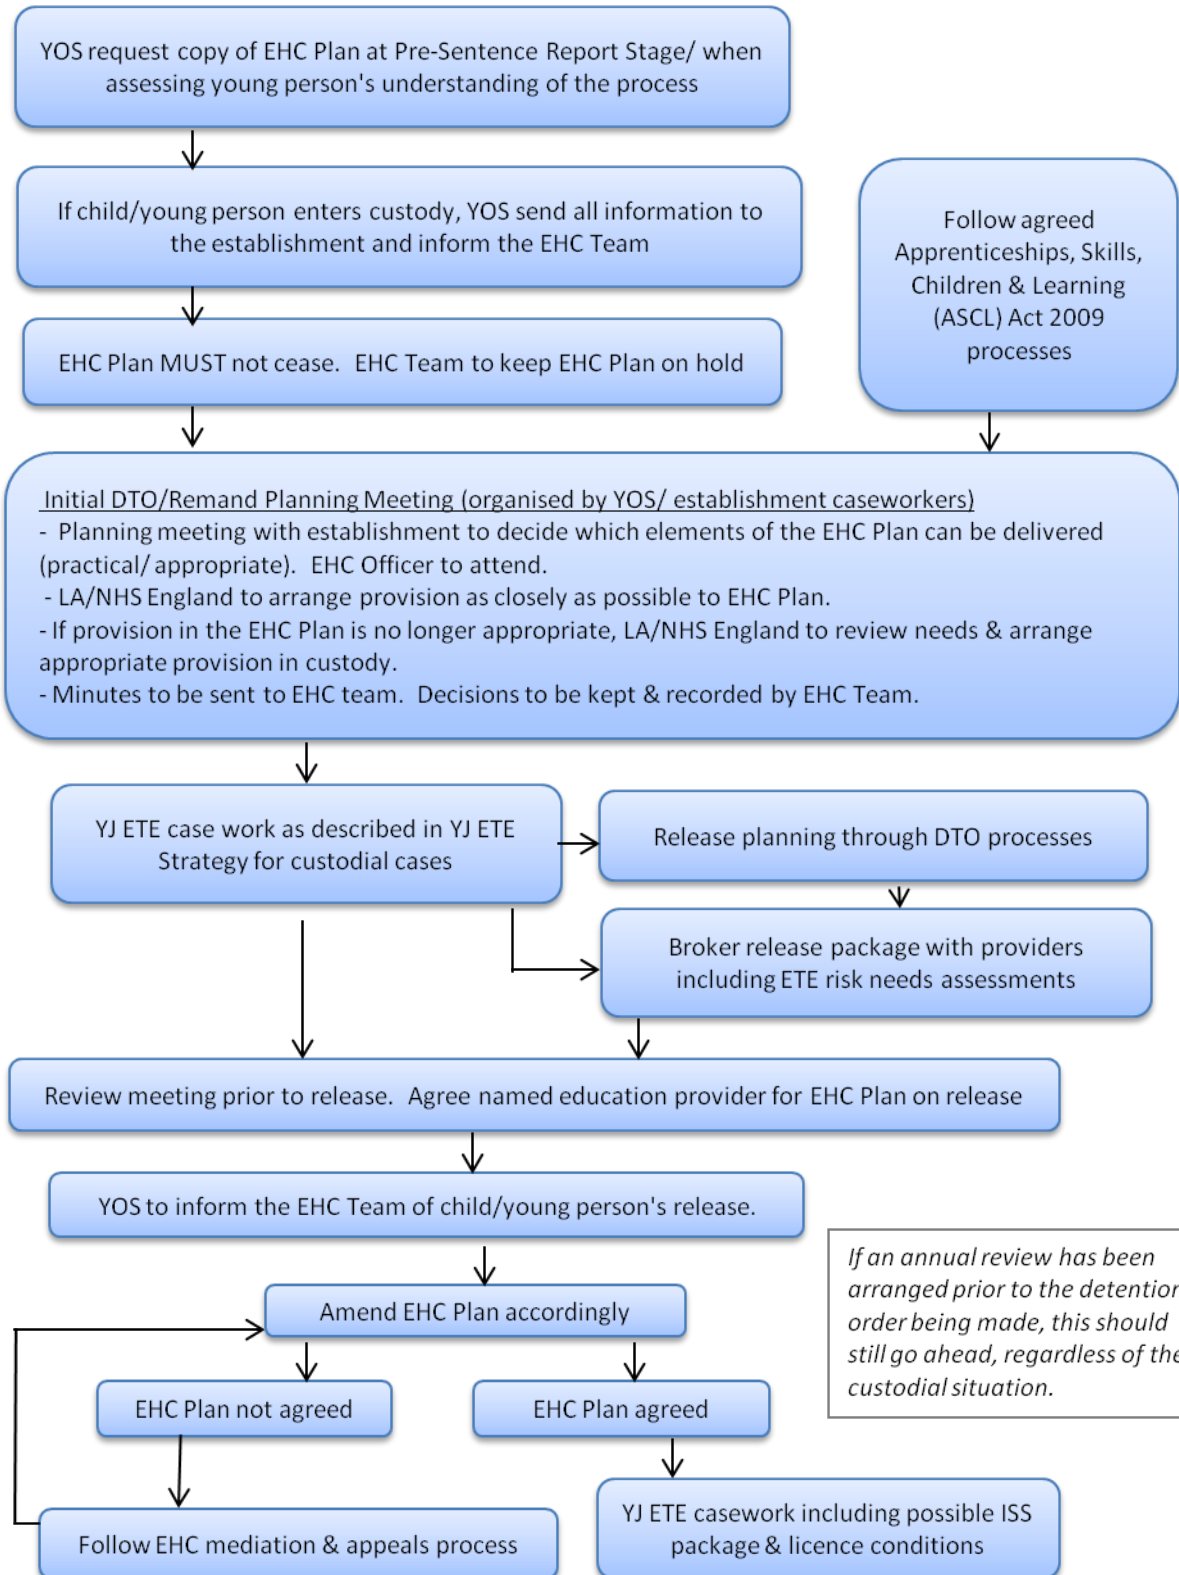 YOS request copy of EHC Plan at Pre-Sentence Report Stage/ when
assessing young person's understanding of the process
If child/young person enters custody, YOS send all information to
the establishment and inform the EHC Team
Follow agreed
Apprenticeships, Skills,
Children & Learning
(ASCL) Act 2009
processes
EHC Plan MUST not cease.  EHC Team to keep EHC Plan on hold
Initial DTO/Remand Planning Meeting (organised by YOS/ establishment caseworkers)
-  Planning meeting with establishment to decide which elements of the EHC Plan can be delivered
(practical/ appropriate).  EHC Officer to attend.
- LA/NHS England to arrange provision as closely as possible to EHC Plan.
- If provision in the EHC Plan is no longer appropriate, LA/NHS England to review needs & arrange
appropriate provision in custody.
- Minutes to be sent to EHC team.  Decisions to be kept & recorded by EHC Team.
YJ ETE case work as described in YJ ETE
Strategy for custodial cases
Release planning through DTO processes
Broker release package with providers
including ETE risk needs assessments
Review meeting prior to release.  Agree named education provider for EHC Plan on release
YOS to inform the EHC Team of child/young person's release.
If an annual review has been
arranged prior to the detention
order being made, this should
still go ahead, regardless of the
custodial situation.
Amend EHC Plan accordingly
EHC Plan not agreed
EHC Plan agreed
Follow EHC mediation & appeals process
YJ ETE casework including possible ISS
package & licence conditions